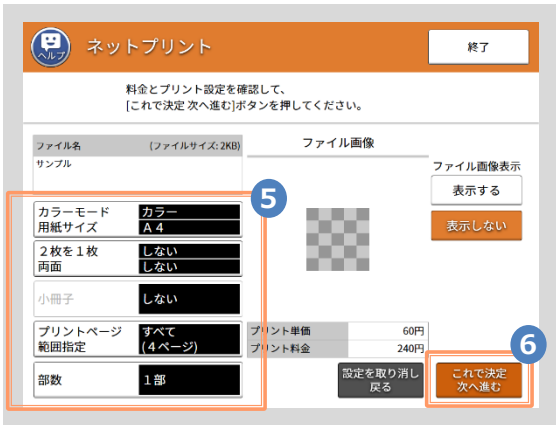 ヘルプ
ネットプリント
終了
料金とプリント設定を確認して、
[これで決定 次へ進む]ボタンを押してください。
ファイル名 (ファイルサイズ:2KB)
サンプル
ファイル画像
ファイル画像表示
表示する
表示しない
5
カラーモード カラー
用紙サイズ A4
2枚を1枚 しない
両面 しない
小冊子 しない
プリントページ すべて
範囲指定 (4ページ)
部数 1部
プリント単価 60円
プリント料金 240円
6
設定を取り消し
戻る
これで決定
次へ進む